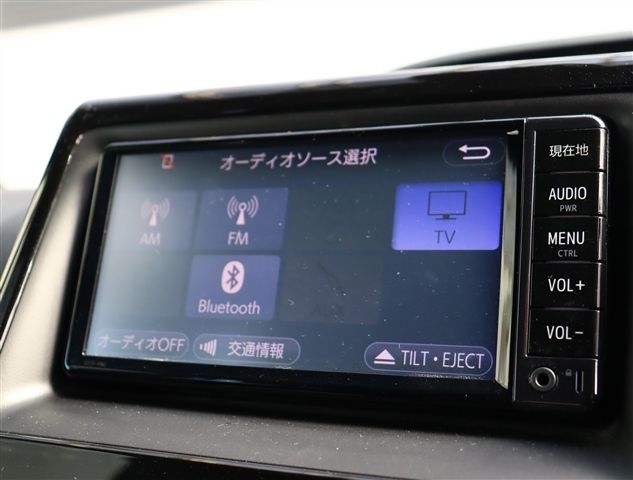 オーディオソース選択
現在地
AUDIO
PWR
AM
FM
TV
MENU
CTRL
Bluetooth
AUX
VOL+
VOL-
オーディオOFF
交通情報
TILT・EJECT